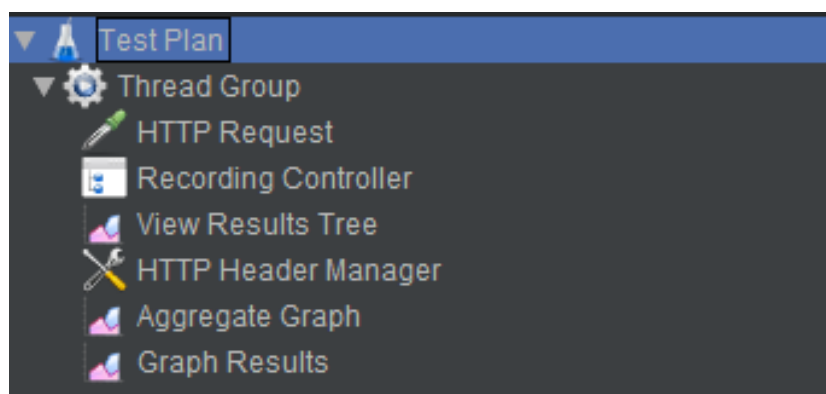 Test Plan
Thread Group
HTTP Request
Recording Controller
View Results Tree
HTTP Header Manager
Aggregate Graph
Graph Results